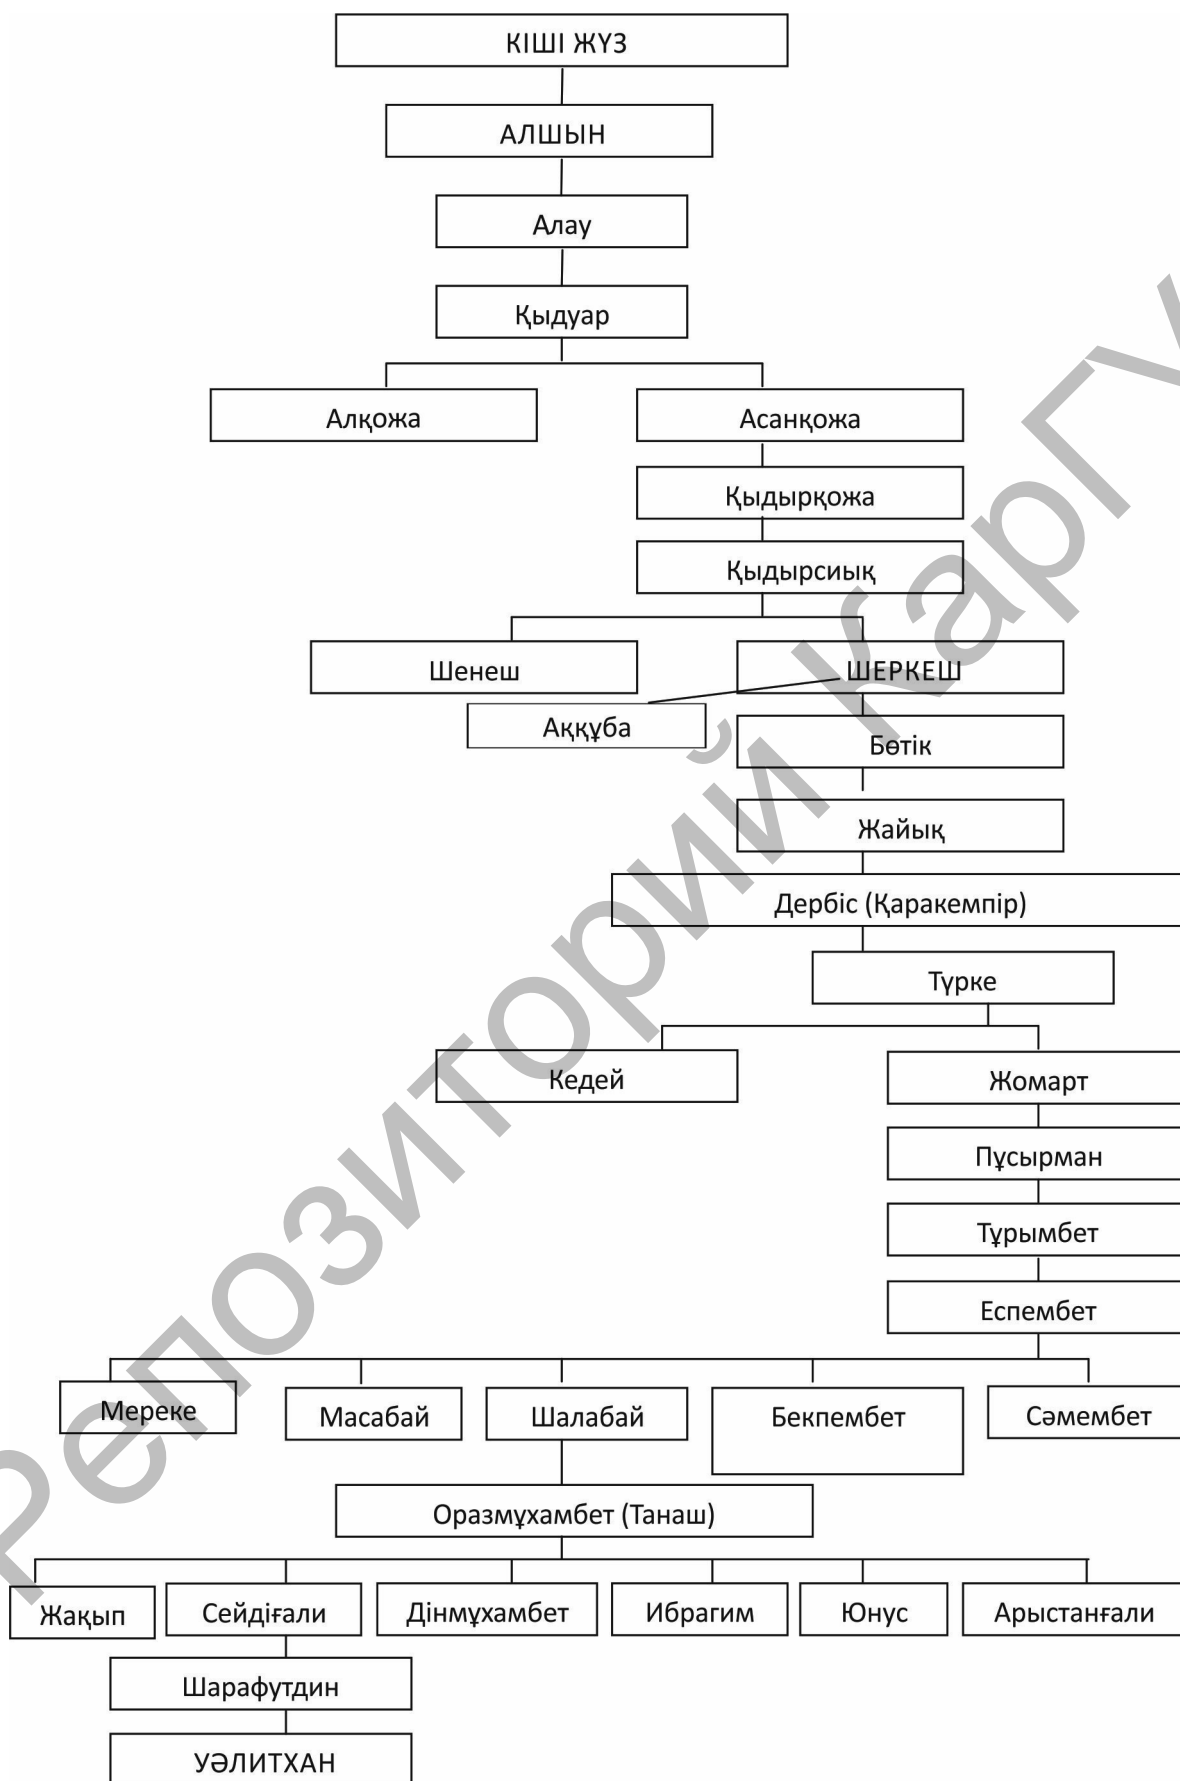 КІШІ ЖҮЗ
АЛШЫН
Алау
Қыдуар
Алқожа
Асанқожа
Қыдырқожа
Қыдырсиық
Шенеш
ШЕРКЕШ
Аққұба
Бөтік
Жайық
Дербіс (Қаракемпір)
Түрке
Кедей
Жомарт
Пұсырман
Тұрымбет
Еспембет
Мереке
Масабай
Шалабай
Бекпембет
Сәмембет
Оразмұхамбет (Танаш)
Жақып
Сейдіғали
Дінмұхамбет
Ибрагим
Юнус
Арыстанғали
Шарафутдин
УӘЛИТХАН
Репозиторий КарГУ